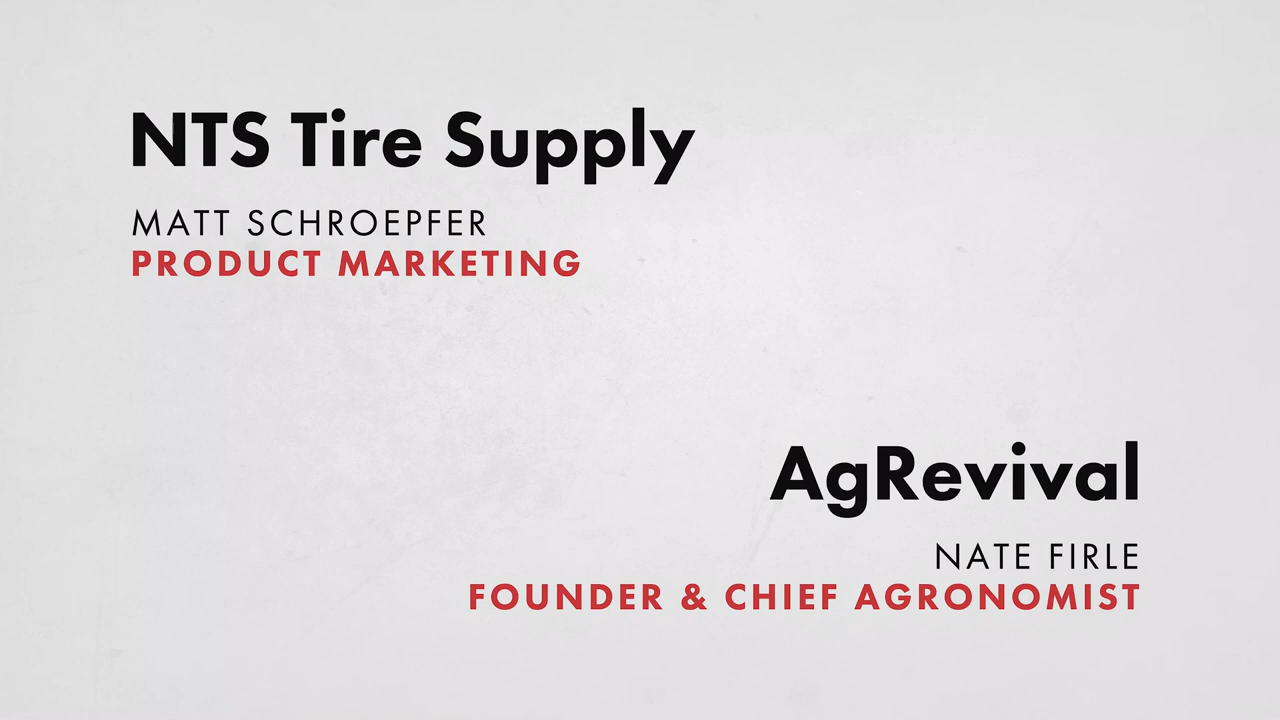 NTS Tire Supply
MATT SCHROEPFER
PRODUCT MARKETING
AgRevival
NATE FIRLE
FOUNDER & CHIEF AGRONOMIST